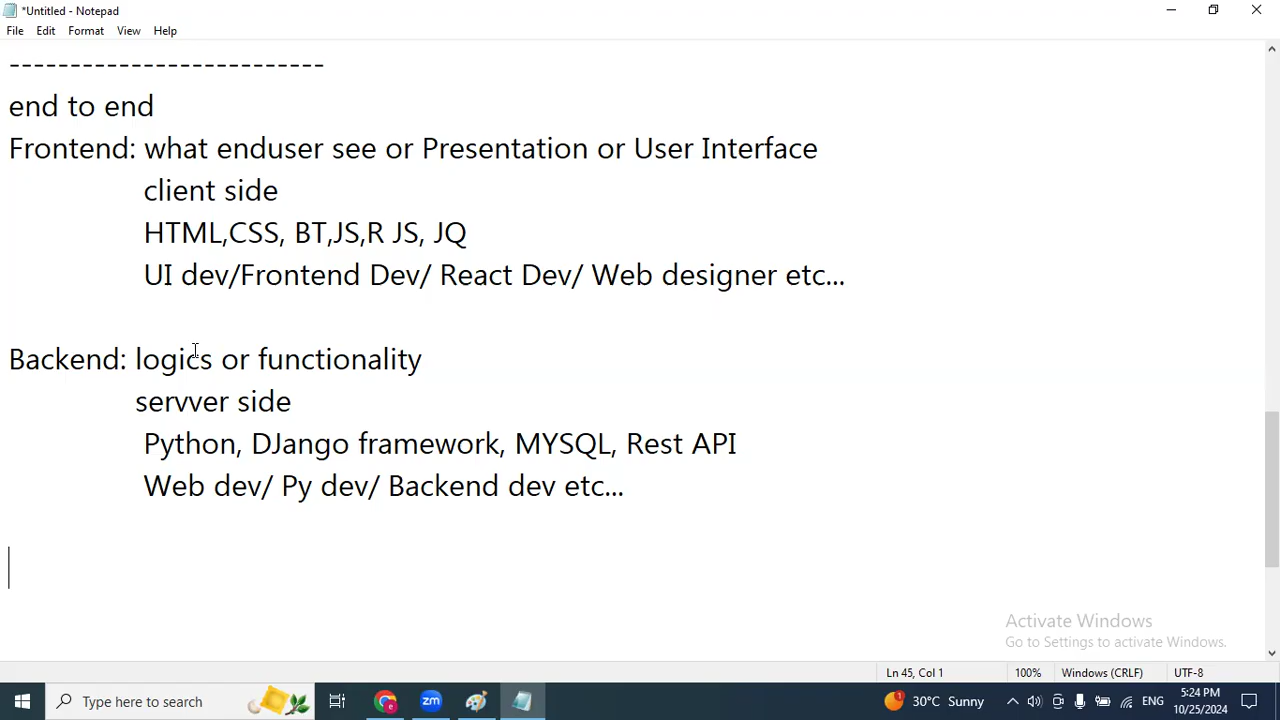 *Untitled - Notepad
File Edit Format View Help
--------------------------
end to end
Frontend: what enduser see or Presentation or User Interface
client side
HTML,CSS, BT,JS,R JS, JQ
UI dev/Frontend Dev/ React Dev/ Web designer etc...
Backend: logics or functionality
servver side
Python, DJango framework, MYSQL, Rest API
Web dev/ Py dev/ Backend dev etc...
Activate Windows
Go to Settings to activate Windows.
Ln 45, Col 1 100% Windows (CRLF) UTF-8
Type here to search zm 30°C Sunny ENG 5:24 PM
10/25/2024